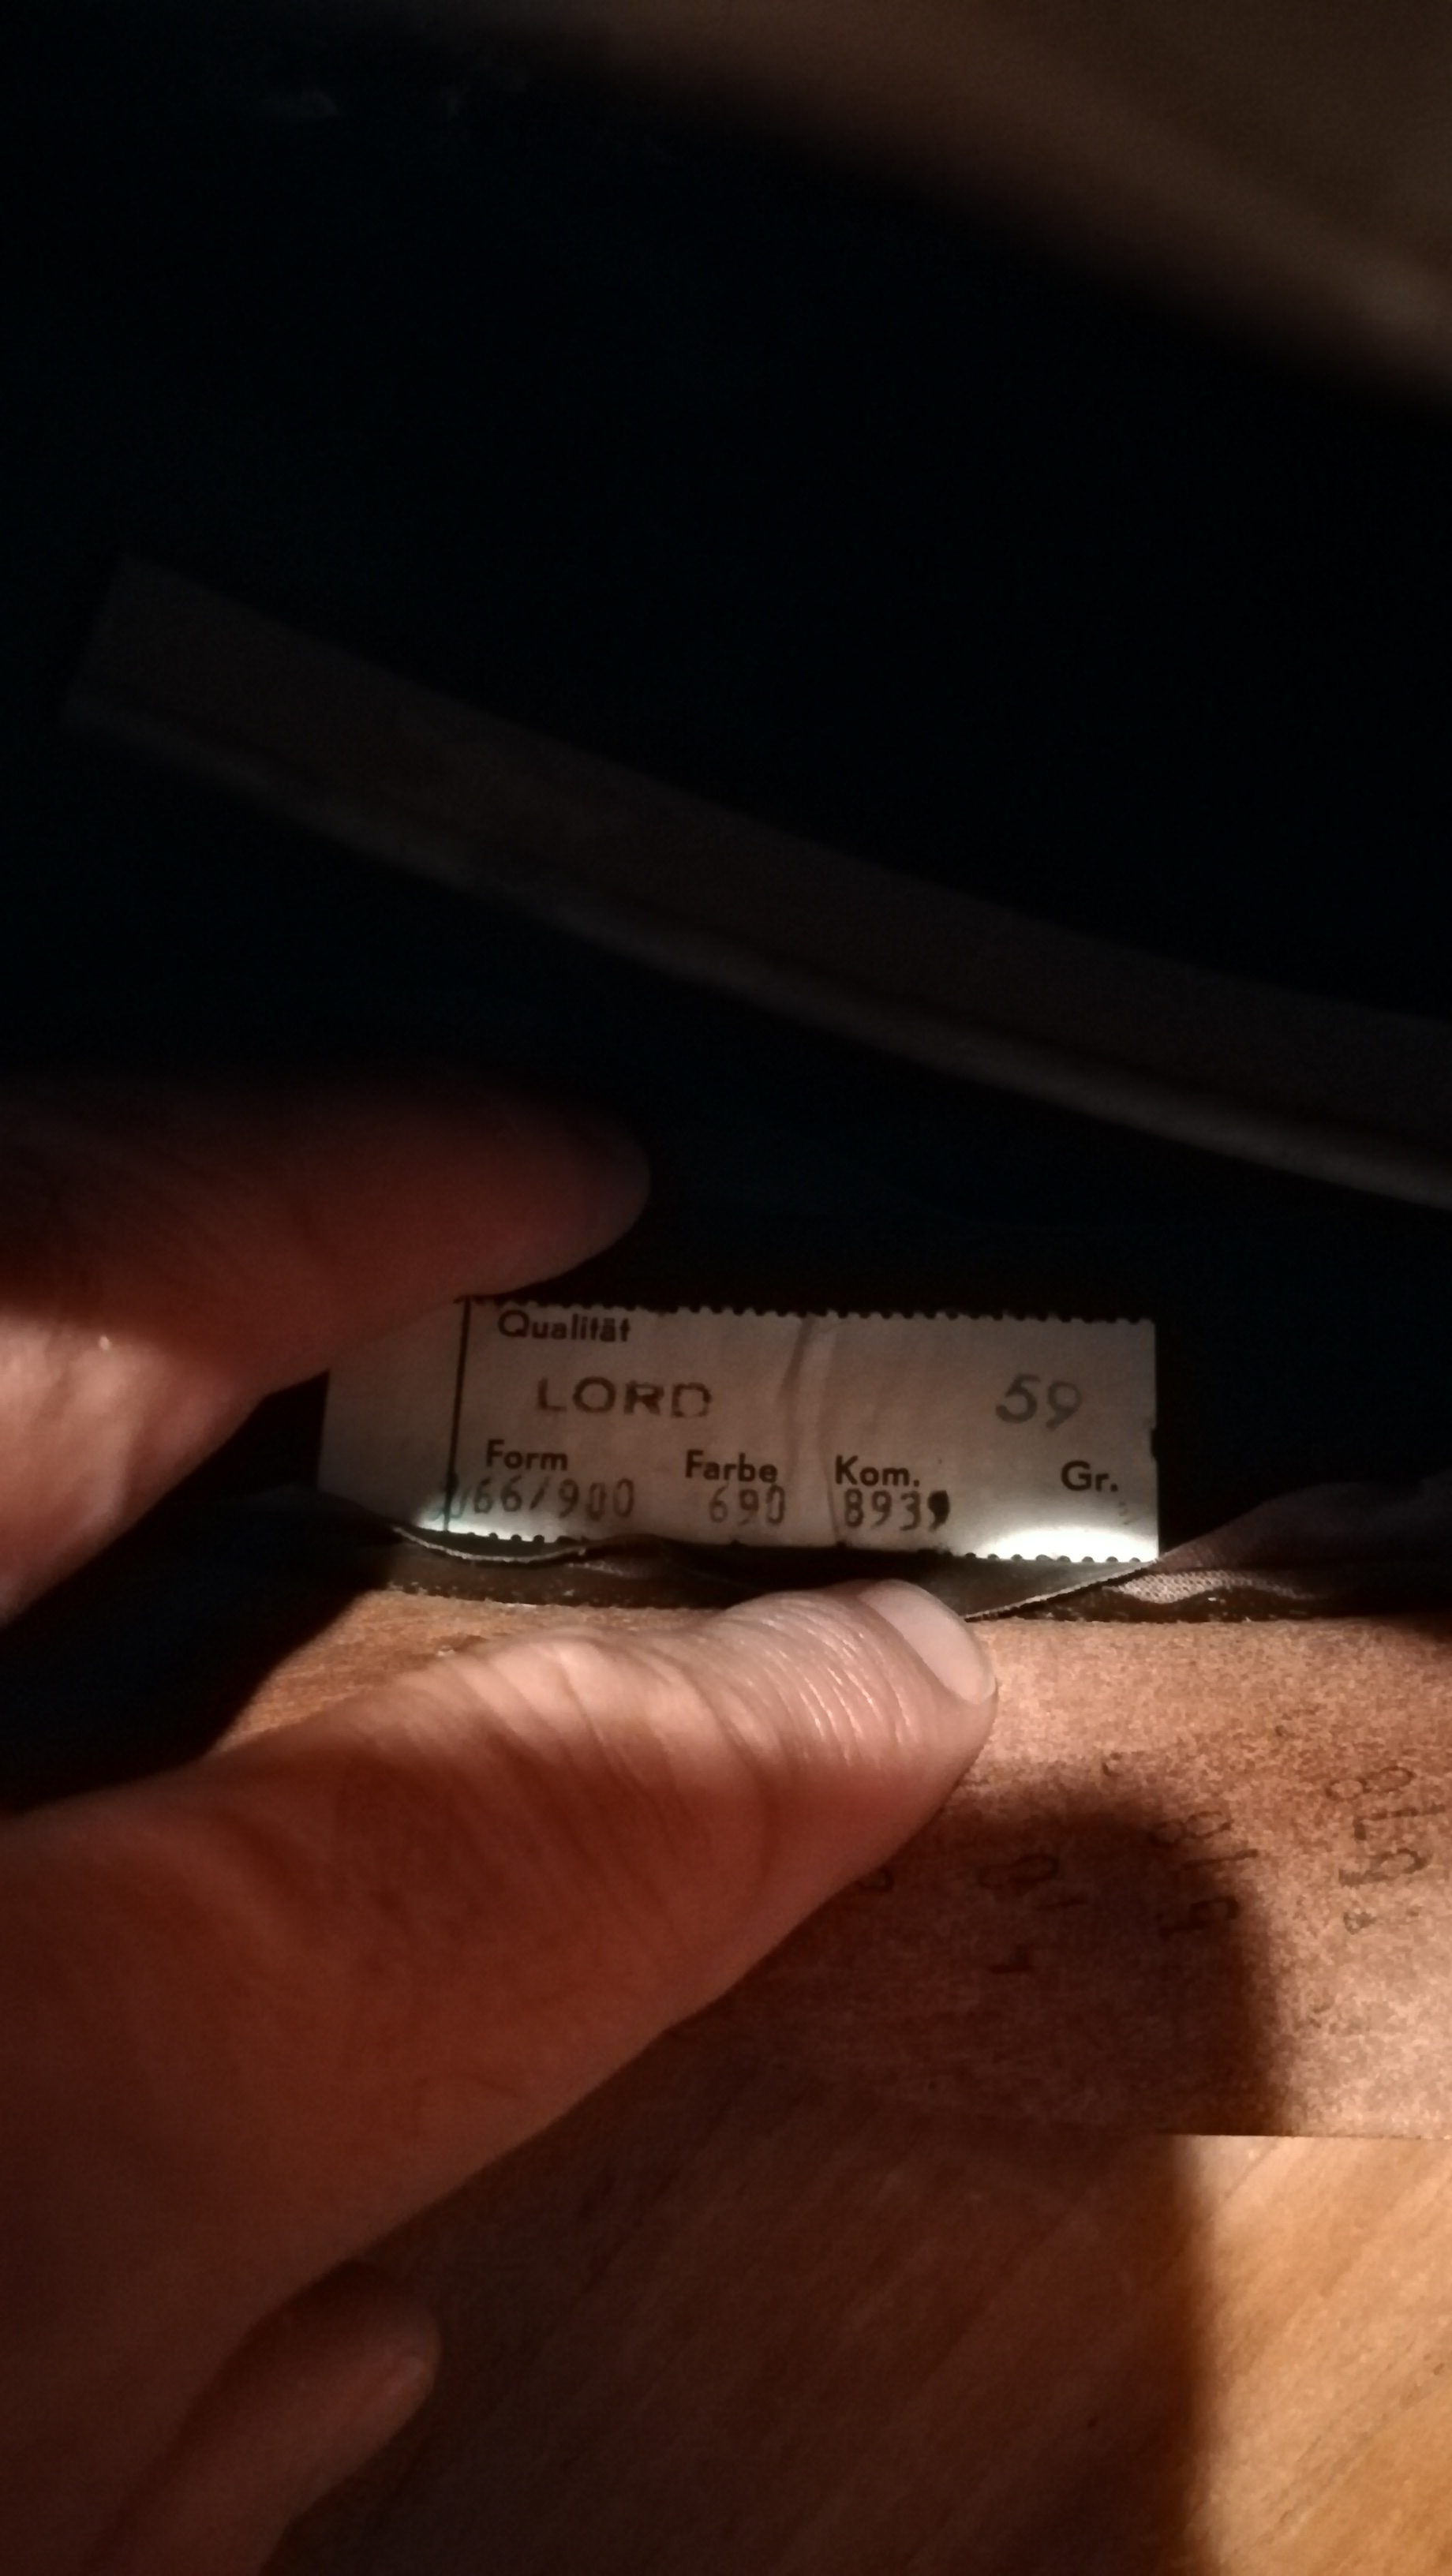 Qualität
LORD 59
Form Farbe Kom. Gr.
66/900 690 8939